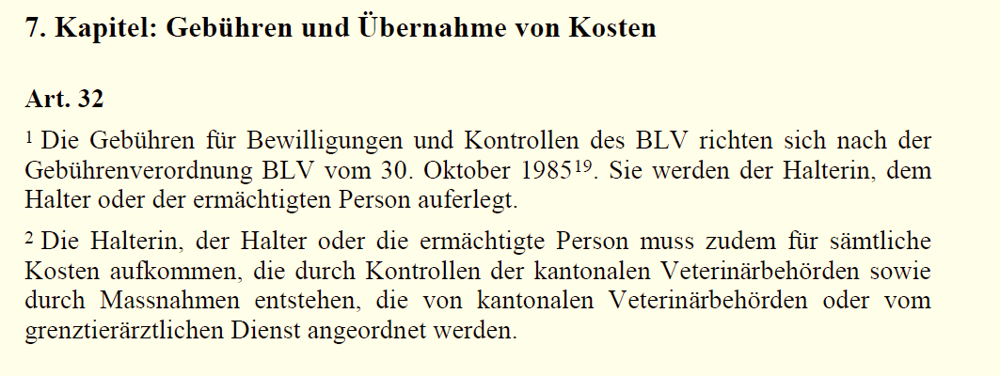 7. Kapitel: Gebühren und Übernahme von Kosten
Art. 32
1 Die Gebühren für Bewilligungen und Kontrollen des BLV richten sich nach der
Gebührenverordnung BLV vom 30. Oktober 198519. Sie werden der Halterin, dem
Halter oder der ermächtigten Person auferlegt.
2 Die Halterin, der Halter oder die ermächtigte Person muss zudem für sämtliche
Kosten aufkommen, die durch Kontrollen der kantonalen Veterinärbehörden sowie
durch Massnahmen entstehen, die von kantonalen Veterinärbehörden oder vom
grenztierärztlichen Dienst angeordnet werden.